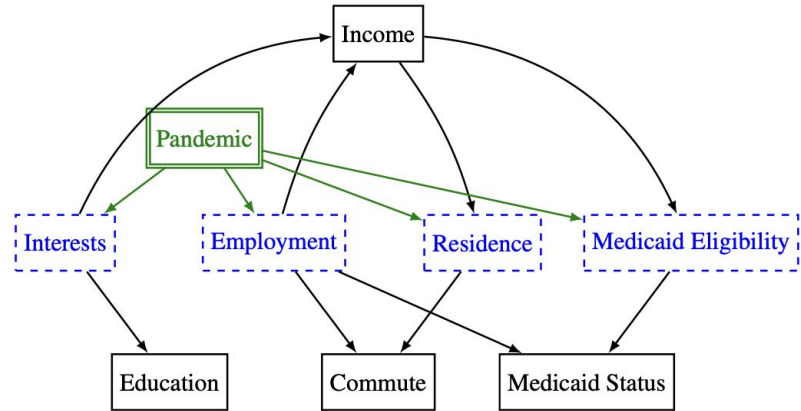 Income
Pandemic
Interests
Employment
Residence
Medicaid Eligibility
Education
Commute
Medicaid Status